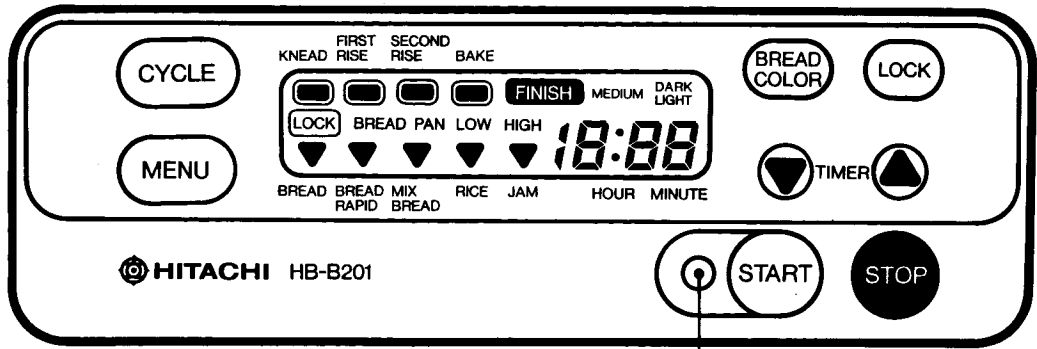 CYCLE
MENU
KNEAD FIRST RISE SECOND RISE BAKE
FINISH MEDIUM DARK LIGHT
LOCK BREAD PAN LOW HIGH
18:88
BREAD BREAD RAPID MIX BREAD RICE JAM HOUR MINUTE
BREAD COLOR
LOCK
TIMER
HITACHI HB-B201
START
STOP